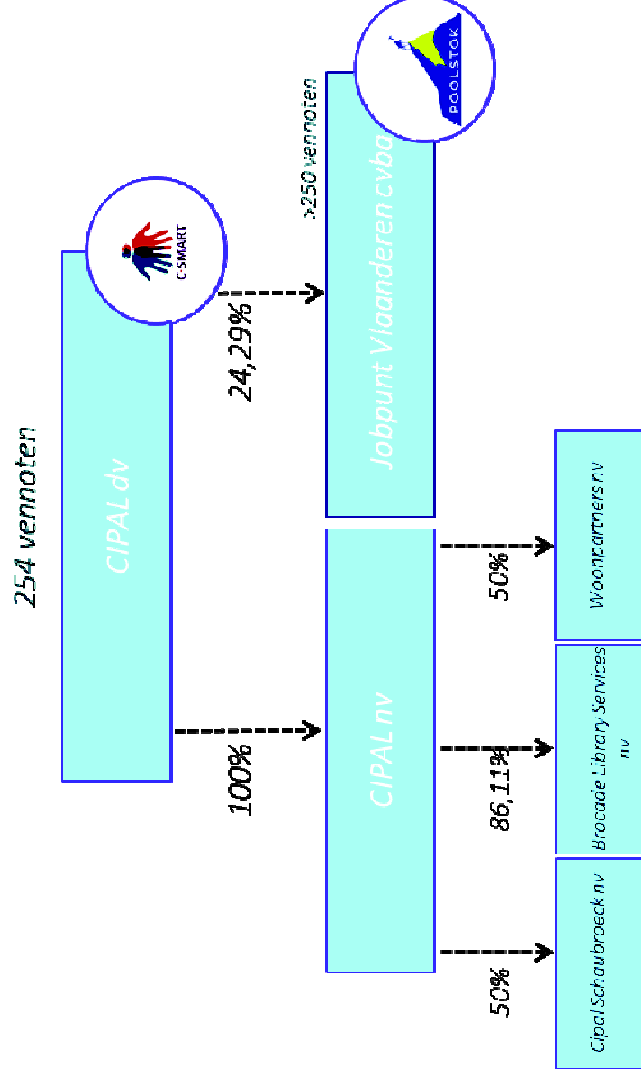 254 vennoten
CIPAL dv
C-SMART
100%
24,29%
>250 vennoten
CIPAL nv
Jobpunt Vlaanderen cvba
POOLSTOK
50%
86,11%
50%
Cipal Schaubroeck nv
Brocade Library Services
nv
Woonpartners nv